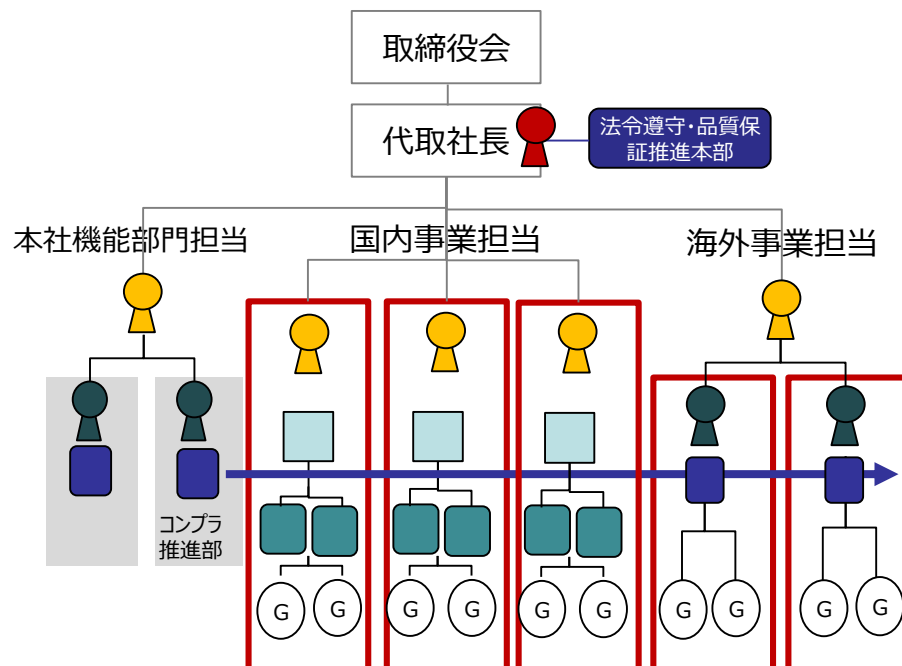 取締役会
代取社長
法令遵守・品質保
証推進本部
本社機能部門担当
国内事業担当
海外事業担当
コンプラ
推進部
G G G G G G G G G G